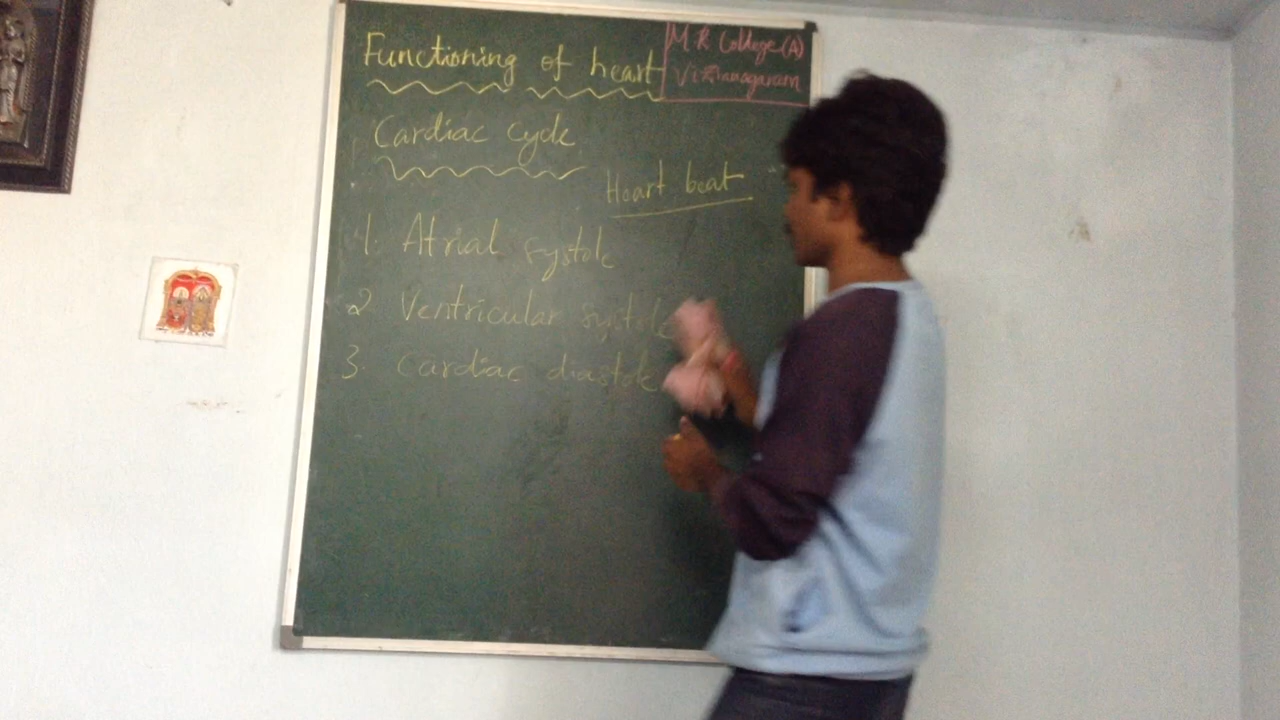 Functioning of heart
M.R College(A)
Vizianagaram
Cardiac cycle
Heart beat
1. Atrial systole
2 Ventricular systole
3. Cardiac diastole